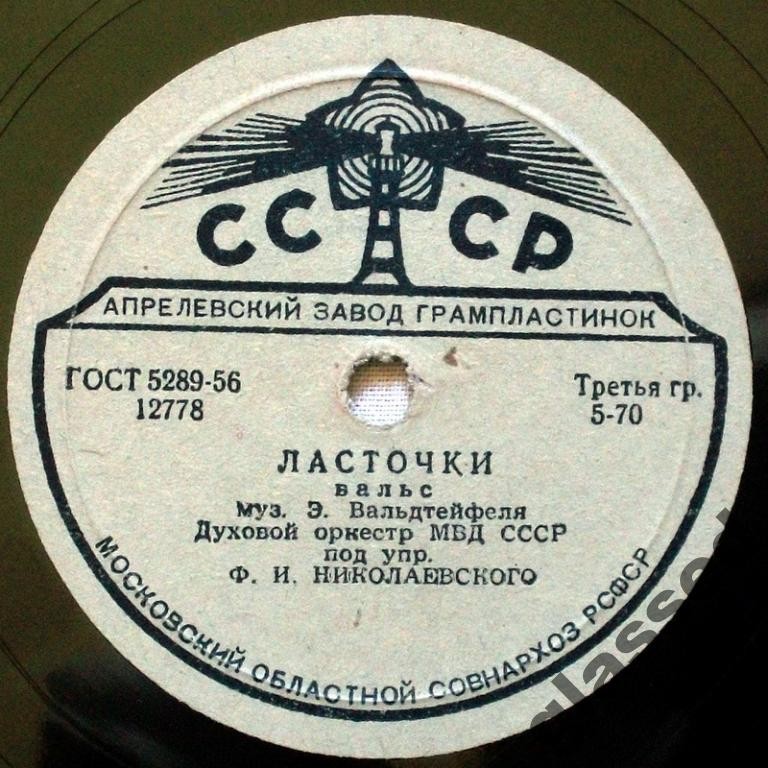 СССР
АПРЕЛЕВСКИЙ ЗАВОД ГРАМПЛАСТИНОК
ГОСТ 5289-56
12778
Третья гр.
5-70
ЛАСТОЧКИ
вальс
Муз. Э. Вальдтейфеля
Духовой оркестр МВД СССР
под упр.
Ф. И. НИКОЛАЕВСКОГО
МОСКОВСКИЙ ОБЛАСТНОЙ СОВНАРХОЗ РСФСР